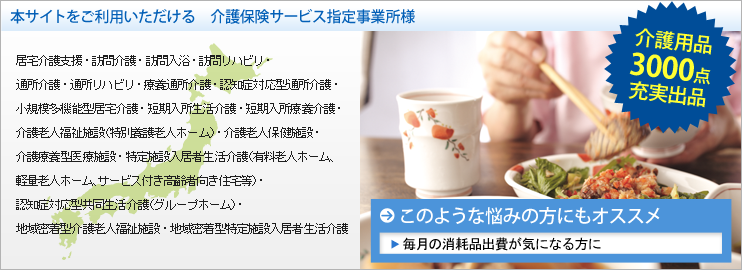 本サイトをご利用いただける　介護保険サービス指定事業所様
居宅介護支援・訪問介護・訪問入浴・訪問リハビリ・
通所介護・通所リハビリ・療養通所介護・認知症対応型通所介護・
小規模多機能型居宅介護・短期入所生活介護・短期入所療養介護・
介護老人福祉施設(特別養護老人ホーム)・介護老人保健施設・
介護療養型医療施設・特定施設入居者生活介護(有料老人ホーム、
軽量老人ホーム、サービス付き高齢者向き住宅等)・
認知症対応型共同生活介護(グループホーム)・
地域密着型介護老人福祉施設・地域密着型特定施設入居者生活介護
介護用品
3000点
充実出品
このような悩みの方にもオススメ
毎月の消耗品出費が気になる方に